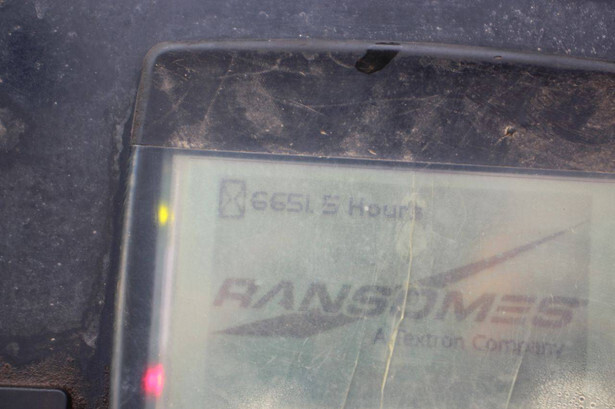 6651.5 Hours
RANSOMES
A Textron Company